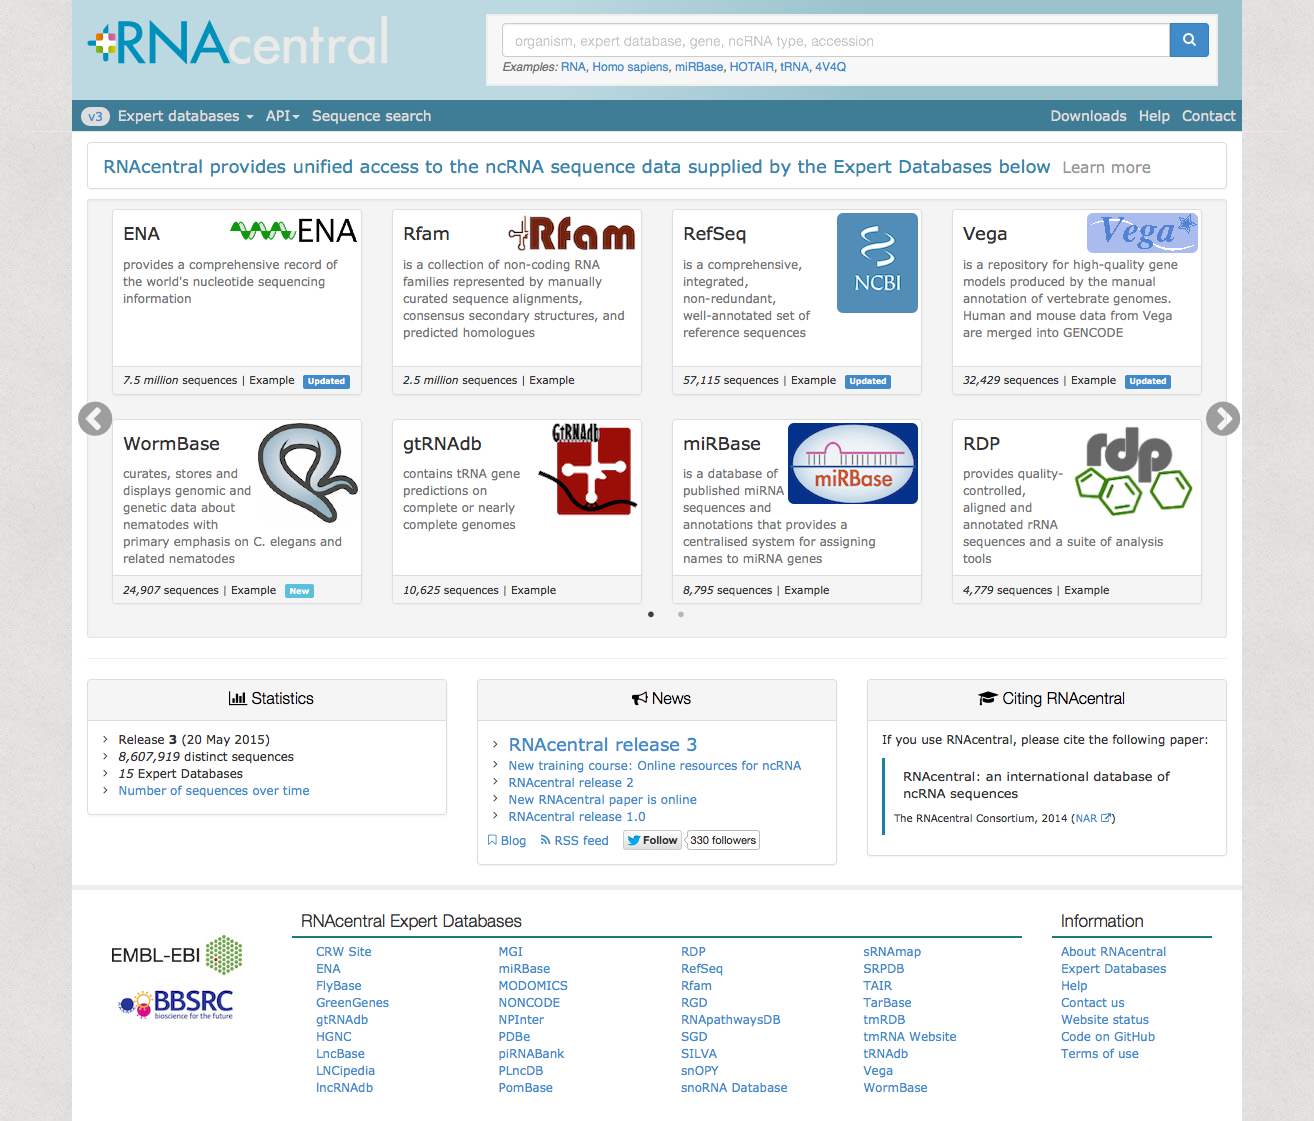 RNAcentral
organism, expert database, gene, ncRNA type, accession
Examples: RNA, Homo sapiens, miRBase, HOTAIR, tRNA, 4V4Q
v3 Expert databases API Sequence search Downloads Help Contact
RNAcentral provides unified access to the ncRNA sequence data supplied by the Expert Databases below Learn more
ENA
ENA
provides a comprehensive record of
the world's nucleotide sequencing
information
7.5 million sequences | Example Updated
Rfam
Rfam
is a collection of non-coding RNA
families represented by manually
curated sequence alignments,
consensus secondary structures, and
predicted homologues
2.5 million sequences | Example
RefSeq
NCBI
is a comprehensive,
integrated,
non-redundant,
well-annotated set of
reference sequences
57,115 sequences | Example Updated
Vega
Vega
is a repository for high-quality gene
models produced by the manual
annotation of vertebrate genomes.
Human and mouse data from Vega
are merged into GENCODE
32,429 sequences | Example Updated
WormBase
curates, stores and
displays genomic and
genetic data about
nematodes with
primary emphasis on C. elegans and
related nematodes
24,907 sequences | Example New
gtRNAdb
GtRNAdb
contains tRNA gene
predictions on
complete or nearly
complete genomes
10,625 sequences | Example
miRBase
miRBase
is a database of
published miRNA
sequences and
annotations that provides a
centralised system for assigning
names to miRNA genes
8,795 sequences | Example
RDP
rdp
provides quality-
controlled,
aligned and
annotated rRNA
sequences and a suite of analysis
tools
4,779 sequences | Example
Statistics
Release 3 (20 May 2015)
8,607,919 distinct sequences
15 Expert Databases
Number of sequences over time
News
RNAcentral release 3
New training course: Online resources for ncRNA
RNAcentral release 2
New RNAcentral paper is online
RNAcentral release 1.0
Blog RSS feed Follow 330 followers
Citing RNAcentral
If you use RNAcentral, please cite the following paper:
RNAcentral: an international database of
ncRNA sequences
The RNAcentral Consortium, 2014 (NAR)
EMBL-EBI
BBSRC
bioscience for the future
RNAcentral Expert Databases
CRW Site
ENA
FlyBase
GreenGenes
gtRNAdb
HGNC
LncBase
LNCipedia
lncRNAdb
MGI
miRBase
MODOMICS
NONCODE
NPInter
PDBe
piRNABank
PLncDB
PomBase
RDP
RefSeq
Rfam
RGD
RNApathwaysDB
SGD
SILVA
snOPY
snoRNA Database
sRNAmap
SRPDB
TAIR
TarBase
tmRDB
tmRNA Website
tRNAdb
Vega
WormBase
Information
About RNAcentral
Expert Databases
Help
Contact us
Website status
Code on GitHub
Terms of use